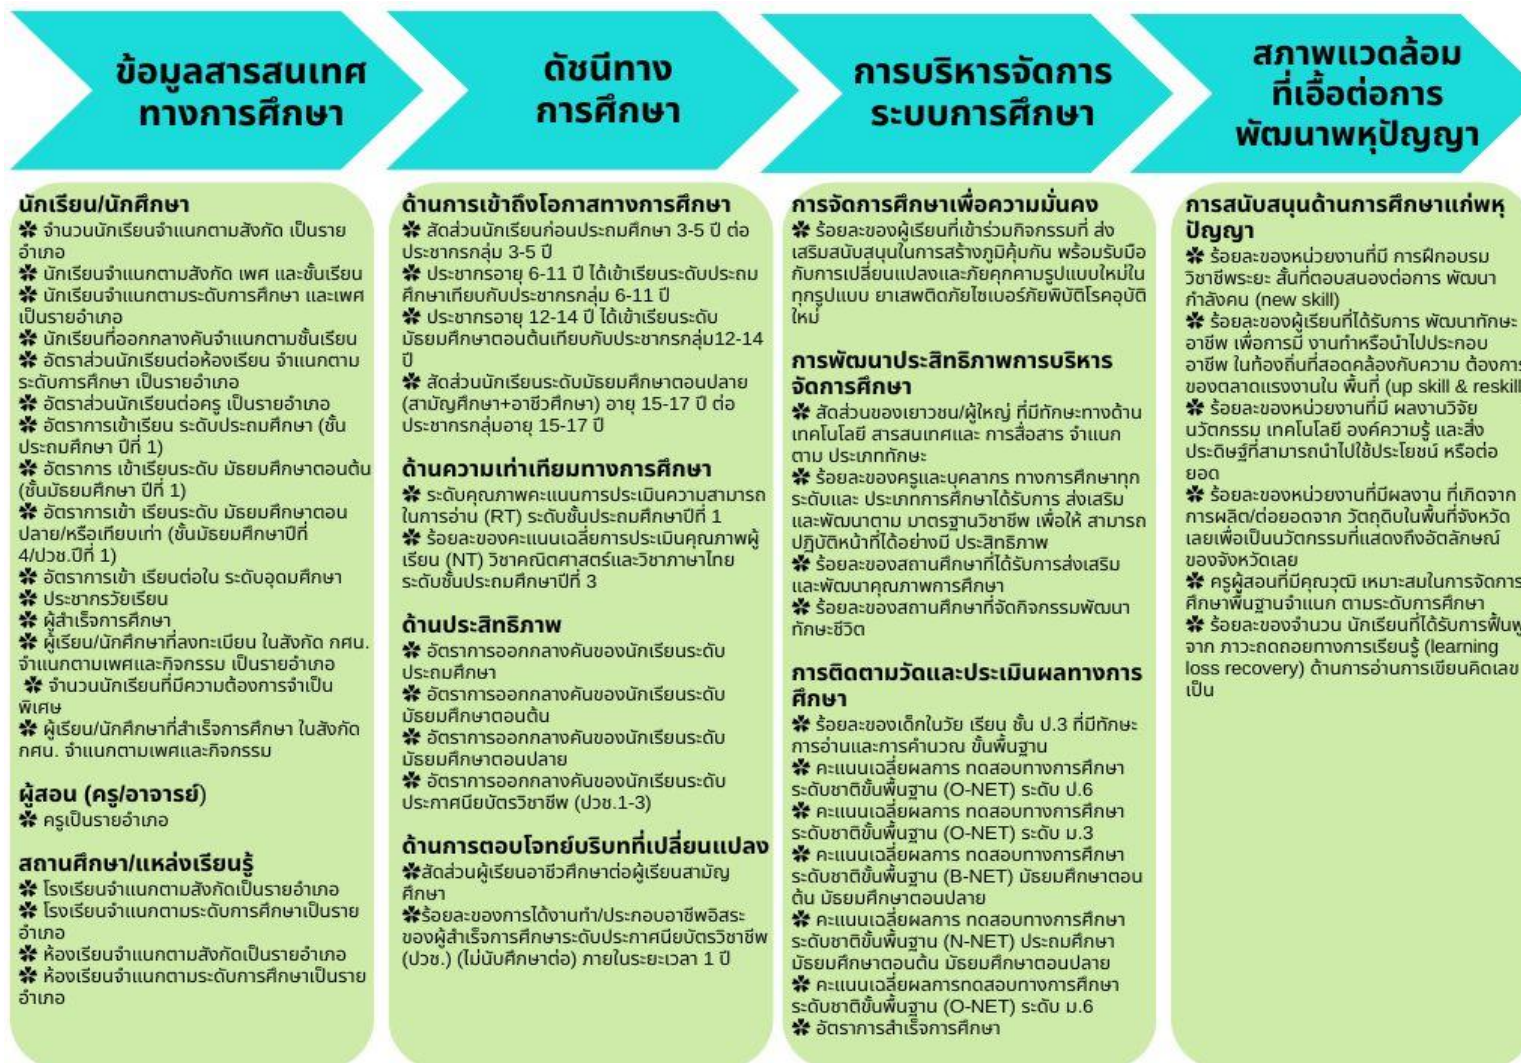 ข้อมูลสารสนเทศ
ทางการศึกษา
ดัชนีทาง
การศึกษา
การบริหารจัดการ
ระบบการศึกษา
สภาพแวดล้อม
ที่เอื้อต่อการ
พัฒนาพหุปัญญา
นักเรียน/นักศึกษา
✽ จำนวนนักเรียนจำแนกตามสังกัด เป็นราย
อำเภอ
✽ นักเรียนจำแนกตามสังกัด เพศ และชั้นเรียน
✽ นักเรียนจำแนกตามระดับการศึกษา และเพศ
เป็นรายอำเภอ
✽ นักเรียนที่ออกกลางคันจำแนกตามชั้นเรียน
✽ อัตราส่วนนักเรียนต่อห้องเรียน จำแนกตาม
ระดับการศึกษา เป็นรายอำเภอ
✽ อัตราส่วนนักเรียนต่อครู เป็นรายอำเภอ
✽ อัตราการเข้าเรียน ระดับประถมศึกษา (ชั้น
ประถมศึกษา ปีที่ 1)
✽ อัตราการ เข้าเรียนระดับ มัธยมศึกษาตอนต้น
(ชั้นมัธยมศึกษา ปีที่ 1)
✽ อัตราการเข้า เรียนระดับ มัธยมศึกษาตอน
ปลาย/หรือเทียบเท่า (ชั้นมัธยมศึกษาปีที่
4/ปวช.ปีที่ 1)
✽ อัตราการเข้า เรียนต่อใน ระดับอุดมศึกษา
✽ ประชากรวัยเรียน
✽ ผู้สำเร็จการศึกษา
✽ ผู้เรียน/นักศึกษาที่ลงทะเบียน ในสังกัด กศน.
จำแนกตามเพศและกิจกรรม เป็นรายอำเภอ
✽ จำนวนนักเรียนที่มีความต้องการจำเป็น
พิเศษ
✽ ผู้เรียน/นักศึกษาที่สำเร็จการศึกษา ในสังกัด
กศน. จำแนกตามเพศและกิจกรรม
ผู้สอน (ครู/อาจารย์)
✽ ครูเป็นรายอำเภอ
สถานศึกษา/แหล่งเรียนรู้
✽ โรงเรียนจำแนกตามสังกัดเป็นรายอำเภอ
✽ โรงเรียนจำแนกตามระดับการศึกษาเป็นราย
อำเภอ
✽ ห้องเรียนจำแนกตามสังกัดเป็นรายอำเภอ
✽ ห้องเรียนจำแนกตามระดับการศึกษาเป็นราย
อำเภอ
ด้านการเข้าถึงโอกาสทางการศึกษา
✽ สัดส่วนนักเรียนก่อนประถมศึกษา 3-5 ปี ต่อ
ประชากรกลุ่ม 3-5 ปี
✽ ประชากรอายุ 6-11 ปี ได้เข้าเรียนระดับประถม
ศึกษาเทียบกับประชากรกลุ่ม 6-11 ปี
✽ ประชากรอายุ 12-14 ปี ได้เข้าเรียนระดับ
มัธยมศึกษาตอนต้นเทียบกับประชากรกลุ่ม12-14
ปี
✽ สัดส่วนนักเรียนระดับมัธยมศึกษาตอนปลาย
(สามัญศึกษา+อาชีวศึกษา) อายุ 15-17 ปี ต่อ
ประชากรกลุ่มอายุ 15-17 ปี
ด้านความเท่าเทียมทางการศึกษา
✽ ระดับคุณภาพคะแนนการประเมินความสามารถ
ในการอ่าน (RT) ระดับชั้นประถมศึกษาปีที่ 1
✽ ร้อยละของคะแนนเฉลี่ยการประเมินคุณภาพผู้
เรียน (NT) วิชาคณิตศาสตร์และวิชาภาษาไทย
ระดับชั้นประถมศึกษาปีที่ 3
ด้านประสิทธิภาพ
✽ อัตราการออกกลางคันของนักเรียนระดับ
ประถมศึกษา
✽ อัตราการออกกลางคันของนักเรียนระดับ
มัธยมศึกษาตอนต้น
✽ อัตราการออกกลางคันของนักเรียนระดับ
มัธยมศึกษาตอนปลาย
✽ อัตราการออกกลางคันของนักเรียนระดับ
ประกาศนียบัตรวิชาชีพ (ปวช.1-3)
ด้านการตอบโจทย์บริบทที่เปลี่ยนแปลง
✽สัดส่วนผู้เรียนอาชีวศึกษาต่อผู้เรียนสามัญ
ศึกษา
✽ร้อยละของการได้งานทำ/ประกอบอาชีพอิสระ
ของผู้สำเร็จการศึกษาระดับประกาศนียบัตรวิชาชีพ
(ปวช.) (ไม่นับศึกษาต่อ) ภายในระยะเวลา 1 ปี
การจัดการศึกษาเพื่อความมั่นคง
✽ ร้อยละของผู้เรียนที่เข้าร่วมกิจกรรมที่ ส่ง
เสริมสนับสนุนในการสร้างภูมิคุ้มกัน พร้อมรับมือ
กับการเปลี่ยนแปลงและภัยคุกคามรูปแบบใหม่ใน
ทุกรูปแบบ ยาเสพติดภัยไซเบอร์ภัยพิบัติโรคอุบัติ
ใหม่
การพัฒนาประสิทธิภาพการบริหาร
จัดการศึกษา
✽ สัดส่วนของเยาวชน/ผู้ใหญ่ ที่มีทักษะทางด้าน
เทคโนโลยี สารสนเทศและ การสื่อสาร จำแนก
ตาม ประเภททักษะ
✽ ร้อยละของครูและบุคลากร ทางการศึกษาทุก
ระดับและ ประเภทการศึกษาได้รับการ ส่งเสริม
และพัฒนาตาม มาตรฐานวิชาชีพ เพื่อให้ สามารถ
ปฏิบัติหน้าที่ได้อย่างมี ประสิทธิภาพ
✽ ร้อยละของสถานศึกษาที่ได้รับการส่งเสริม
และพัฒนาคุณภาพการศึกษา
✽ ร้อยละของสถานศึกษาที่จัดกิจกรรมพัฒนา
ทักษะชีวิต
การติดตามวัดและประเมินผลทางการ
ศึกษา
✽ ร้อยละของเด็กในวัย เรียน ชั้น ป.3 ที่มีทักษะ
การอ่านและการคำนวณ ขั้นพื้นฐาน
✽ คะแนนเฉลี่ยผลการ ทดสอบทางการศึกษา
ระดับชาติขั้นพื้นฐาน (O-NET) ระดับ ป.6
✽ คะแนนเฉลี่ยผลการ ทดสอบทางการศึกษา
ระดับชาติขั้นพื้นฐาน (O-NET) ระดับ ม.3
✽ คะแนนเฉลี่ยผลการ ทดสอบทางการศึกษา
ระดับชาติขั้นพื้นฐาน (B-NET) มัธยมศึกษาตอน
ต้น มัธยมศึกษาตอนปลาย
✽ คะแนนเฉลี่ยผลการ ทดสอบทางการศึกษา
ระดับชาติขั้นพื้นฐาน (N-NET) ประถมศึกษา
มัธยมศึกษาตอนต้น มัธยมศึกษาตอนปลาย
✽ คะแนนเฉลี่ยผลการทดสอบทางการศึกษา
ระดับชาติขั้นพื้นฐาน (O-NET) ระดับ ม.6
✽ อัตราการสำเร็จการศึกษา
การสนับสนุนด้านการศึกษาแก่พหุ
ปัญญา
✽ ร้อยละของหน่วยงานที่มี การฝึกอบรม
วิชาชีพระยะ สั้นที่ตอบสนองต่อการ พัฒนา
กำลังคน (new skill)
✽ ร้อยละของผู้เรียนที่ได้รับการ พัฒนาทักษะ
อาชีพ เพื่อการมี งานทำหรือนำไปประกอบ
อาชีพ ในท้องถิ่นที่สอดคล้องกับความ ต้องการ
ของตลาดแรงงานใน พื้นที่ (up skill & reskill
✽ ร้อยละของหน่วยงานที่มี ผลงานวิจัย
นวัตกรรม เทคโนโลยี องค์ความรู้ และสิ่ง
ประดิษฐ์ที่สามารถนำไปใช้ประโยชน์ หรือต่อ
ยอด
✽ ร้อยละของหน่วยงานที่มีผลงาน ที่เกิดจาก
การผลิต/ต่อยอดจาก วัตถุดิบในพื้นที่จังหวัด
เลยเพื่อเป็นนวัตกรรมที่แสดงถึงอัตลักษณ์
ของจังหวัดเลย
✽ ครูผู้สอนที่มีคุณวุฒิ เหมาะสมในการจัดการ
ศึกษาพื้นฐานจำแนก ตามระดับการศึกษา
✽ ร้อยละของจำนวน นักเรียนที่ได้รับการฟื้นฟู
จาก ภาวะถดถอยทางการเรียนรู้ (learning
loss recovery) ด้านการอ่านการเขียนคิดเลข
เป็น